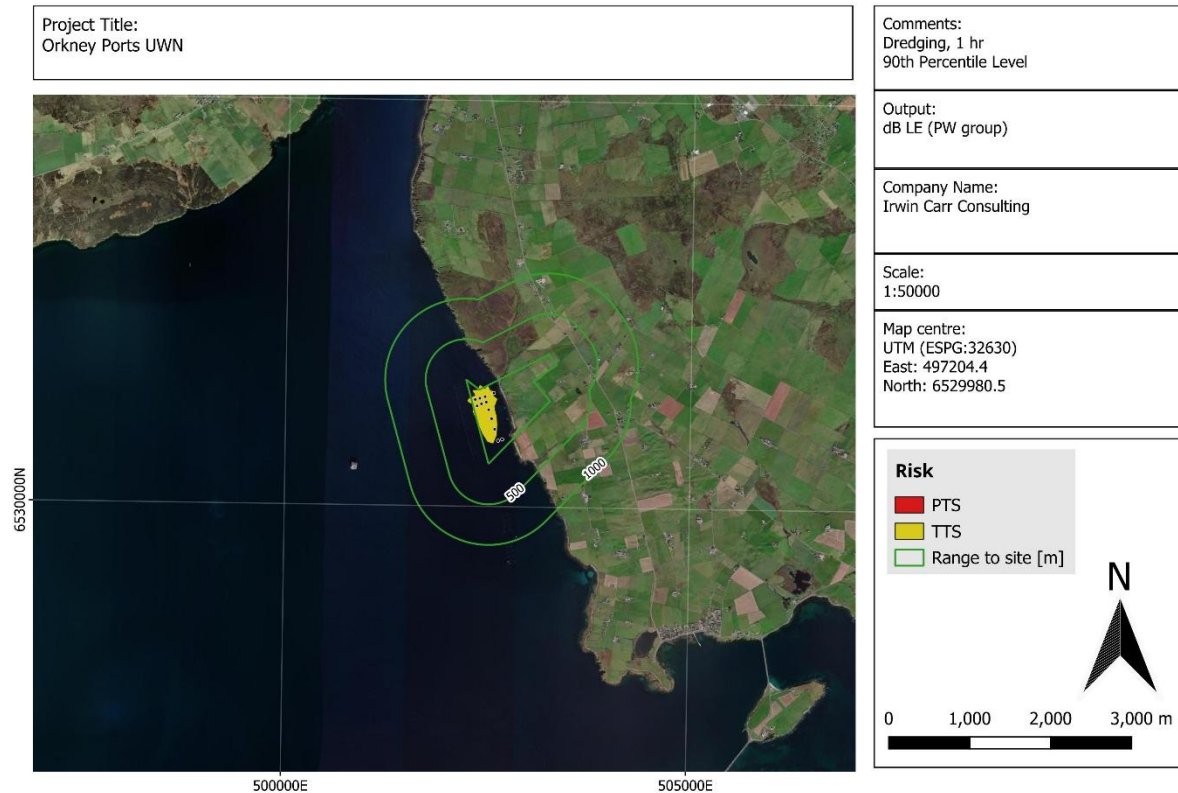 Project Title:
Orkney Ports UWN
Comments:
Dredging, 1 hr
90th Percentile Level
Output:
dB LE (PW group)
Company Name:
Irwin Carr Consulting
Scale:
1:50000
Map centre:
UTM (ESPG:32630)
East: 497204.4
North: 6529980.5
500
1000
6530000N
500000E
505000E
Risk
PTS
TTS
Range to site [m]
N
0 1,000 2,000 3,000 m